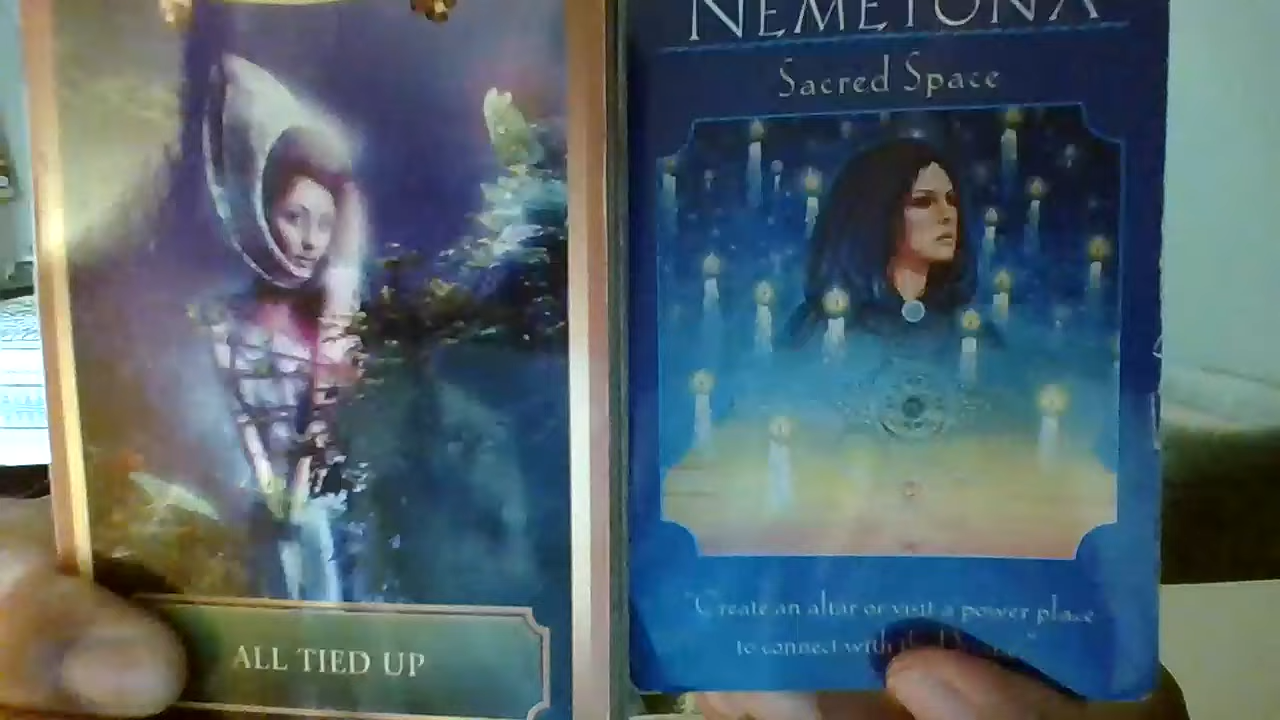 ALL TIED UP
NEMETONA
Sacred Space
"Create an altar or visit a power place
to connect with